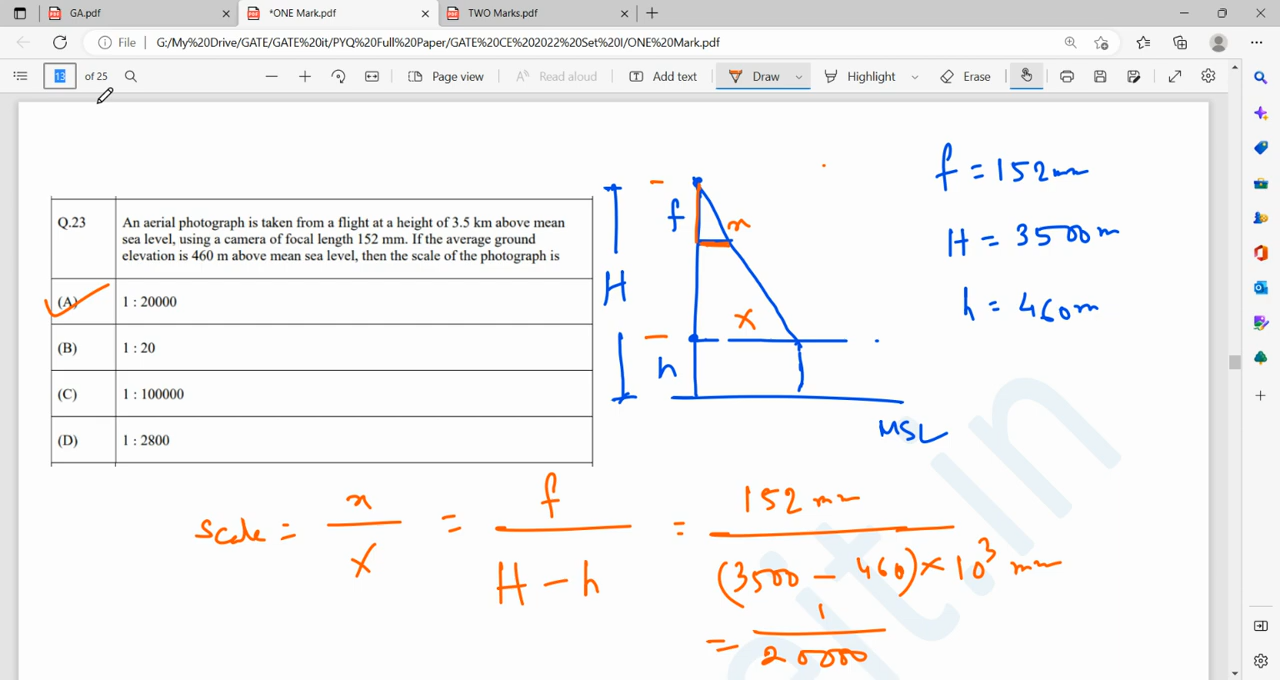 GA.pdf
*ONE Mark.pdf
TWO Marks.pdf
File
G:/My%20Drive/GATE/GATE%20it/PYQ%20Full%20Paper/GATE%20CE%202022%20Set%20I/ONE%20Mark.pdf
13 of 25
Page view
Read aloud
Add text
Draw
Highlight
Erase
Q.23 An aerial photograph is taken from a flight at a height of 3.5 km above mean
sea level, using a camera of focal length 152 mm. If the average ground
elevation is 460 m above mean sea level, then the scale of the photograph is
(A) 1 : 20000
(B) 1 : 20
(C) 1 : 100000
(D) 1 : 2800
f
x
H
X
h
MSL
f = 152mm
H = 3500m
h = 460m
Scale = x / X = f / H - h = 152 mm / (3500 - 460) × 10³ mm
= 1 / 20000
eit.in